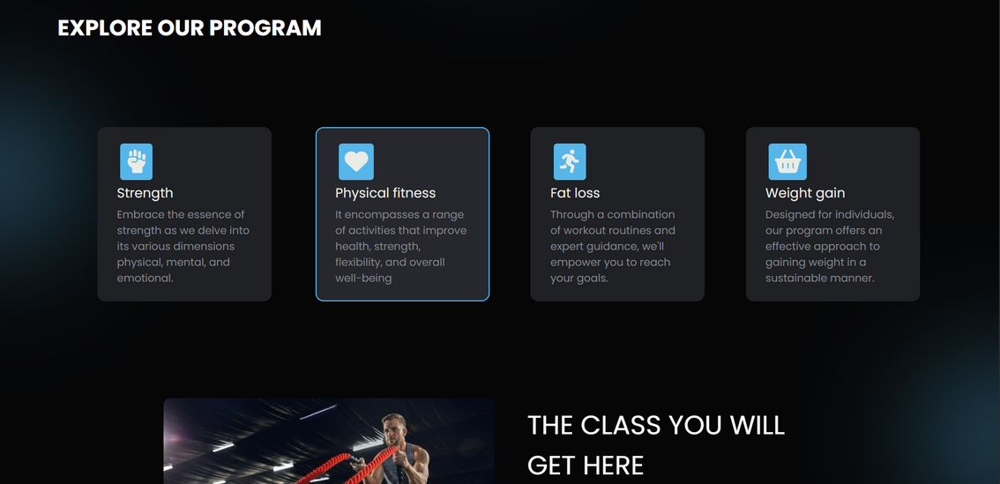 EXPLORE OUR PROGRAM
Strength
Embrace the essence of
strength as we delve into
its various dimensions
physical, mental, and
emotional.
Physical fitness
It encompasses a range
of activities that improve
health, strength,
flexibility, and overall
well-being
Fat loss
Through a combination
of workout routines and
expert guidance, we'll
empower you to reach
your goals.
Weight gain
Designed for individuals,
our program offers an
effective approach to
gaining weight in a
sustainable manner.
THE CLASS YOU WILL
GET HERE